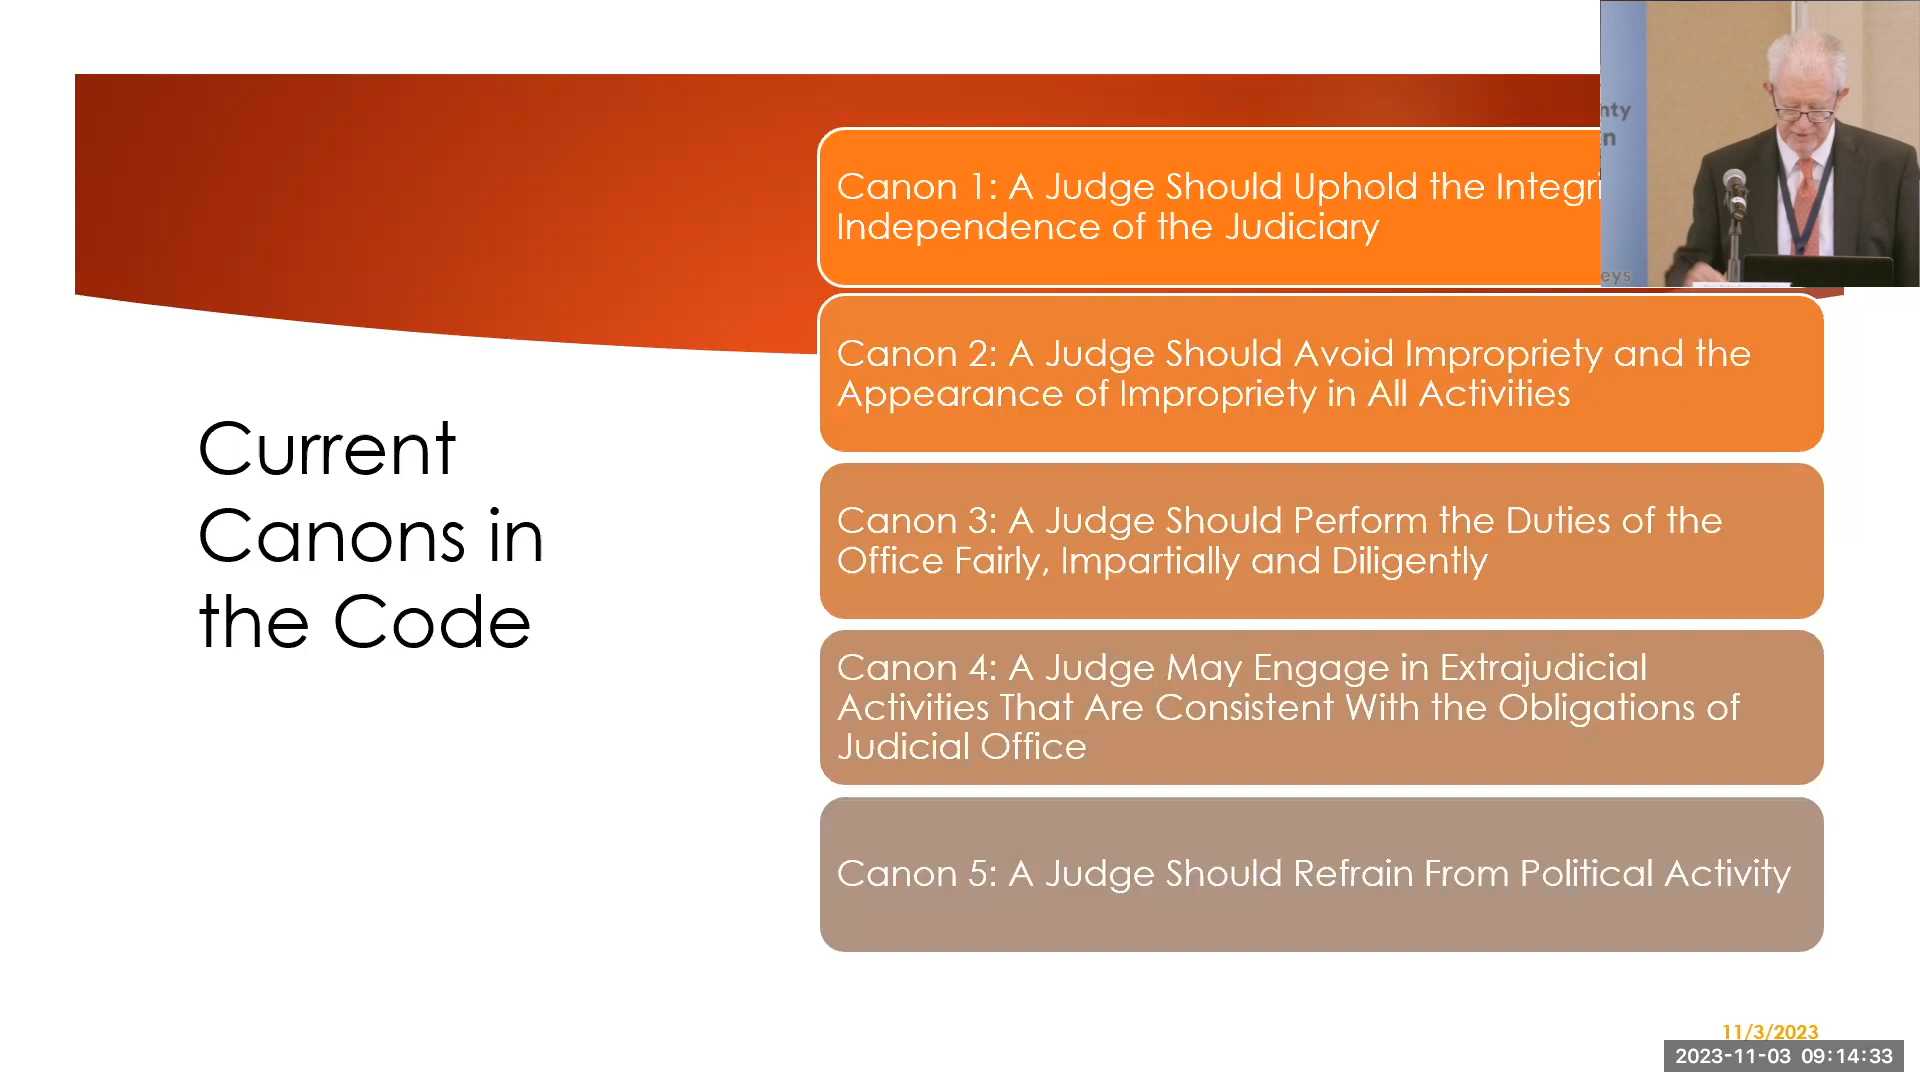 Canon 1: A Judge Should Uphold the Integri
Independence of the Judiciary
Canon 2: A Judge Should Avoid Impropriety and the
Appearance of Impropriety in All Activities
Current
Canons in
the Code
Canon 3: A Judge Should Perform the Duties of the
Office Fairly, Impartially and Diligently
Canon 4: A Judge May Engage in Extrajudicial
Activities That Are Consistent With the Obligations of
Judicial Office
Canon 5: A Judge Should Refrain From Political Activity
nty
n
eys
11/3/2023
2023-11-03 09:14:33